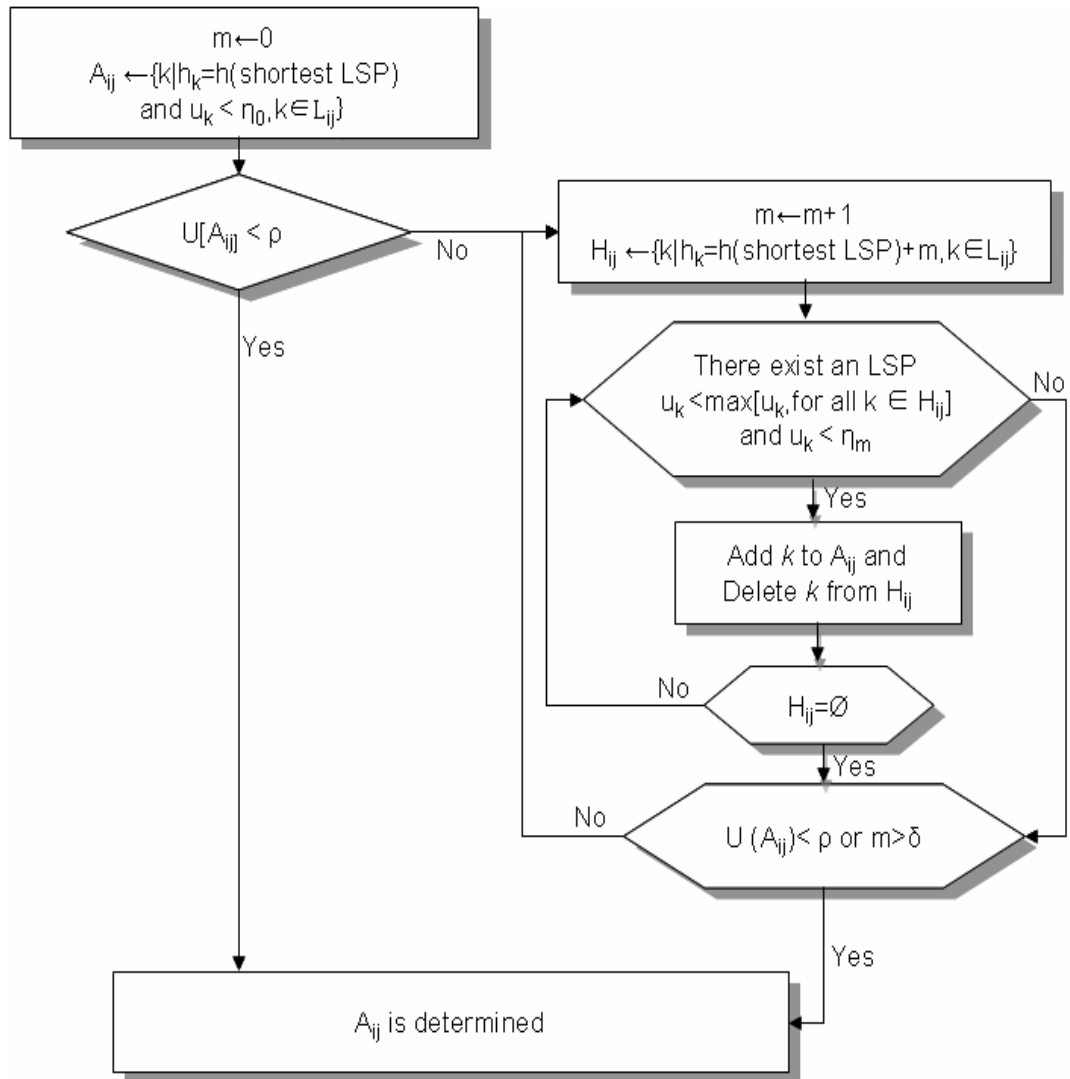 m←0
A_ij ←{k|h_k=h(shortest LSP)
and u_k < η_0,k∈L_ij}
U[A_ij] < ρ
No
Yes
m←m+1
H_ij ←{k|h_k=h(shortest LSP)+m,k∈L_ij}
There exist an LSP
u_k <max[u_k,for all k ∈ H_ij]
and u_k < η_m
No
Yes
Add k to A_ij and
Delete k from H_ij
No
H_ij=Ø
Yes
No
U (A_ij)< ρ or m>δ
Yes
A_ij is determined